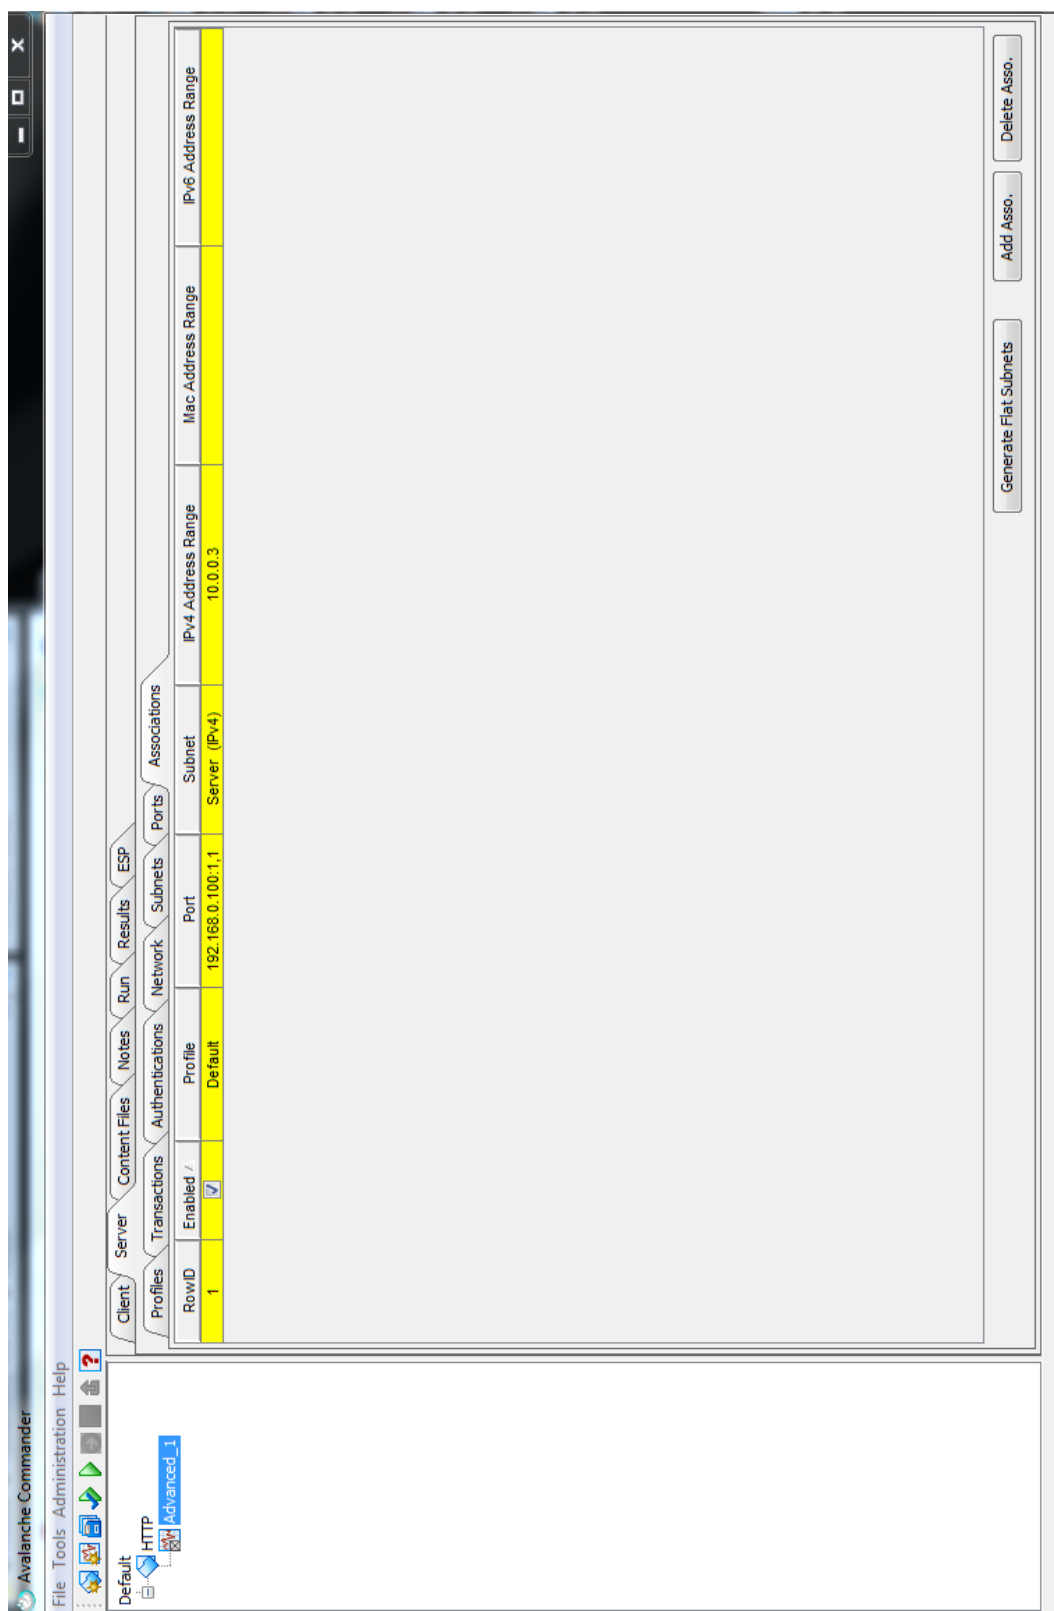 Avalanche Commander
File Tools Administration Help
Default
HTTP
Advanced_1
Client Server Content Files Notes Run Results ESP
Profiles Transactions Authentications Network Subnets Ports Associations
RowID Enabled Profile Port Subnet IPv4 Address Range Mac Address Range IPv6 Address Range
1 Default 192.168.0.100:1,1 Server (IPv4) 10.0.0.3
Generate Flat Subnets Add Asso. Delete Asso.